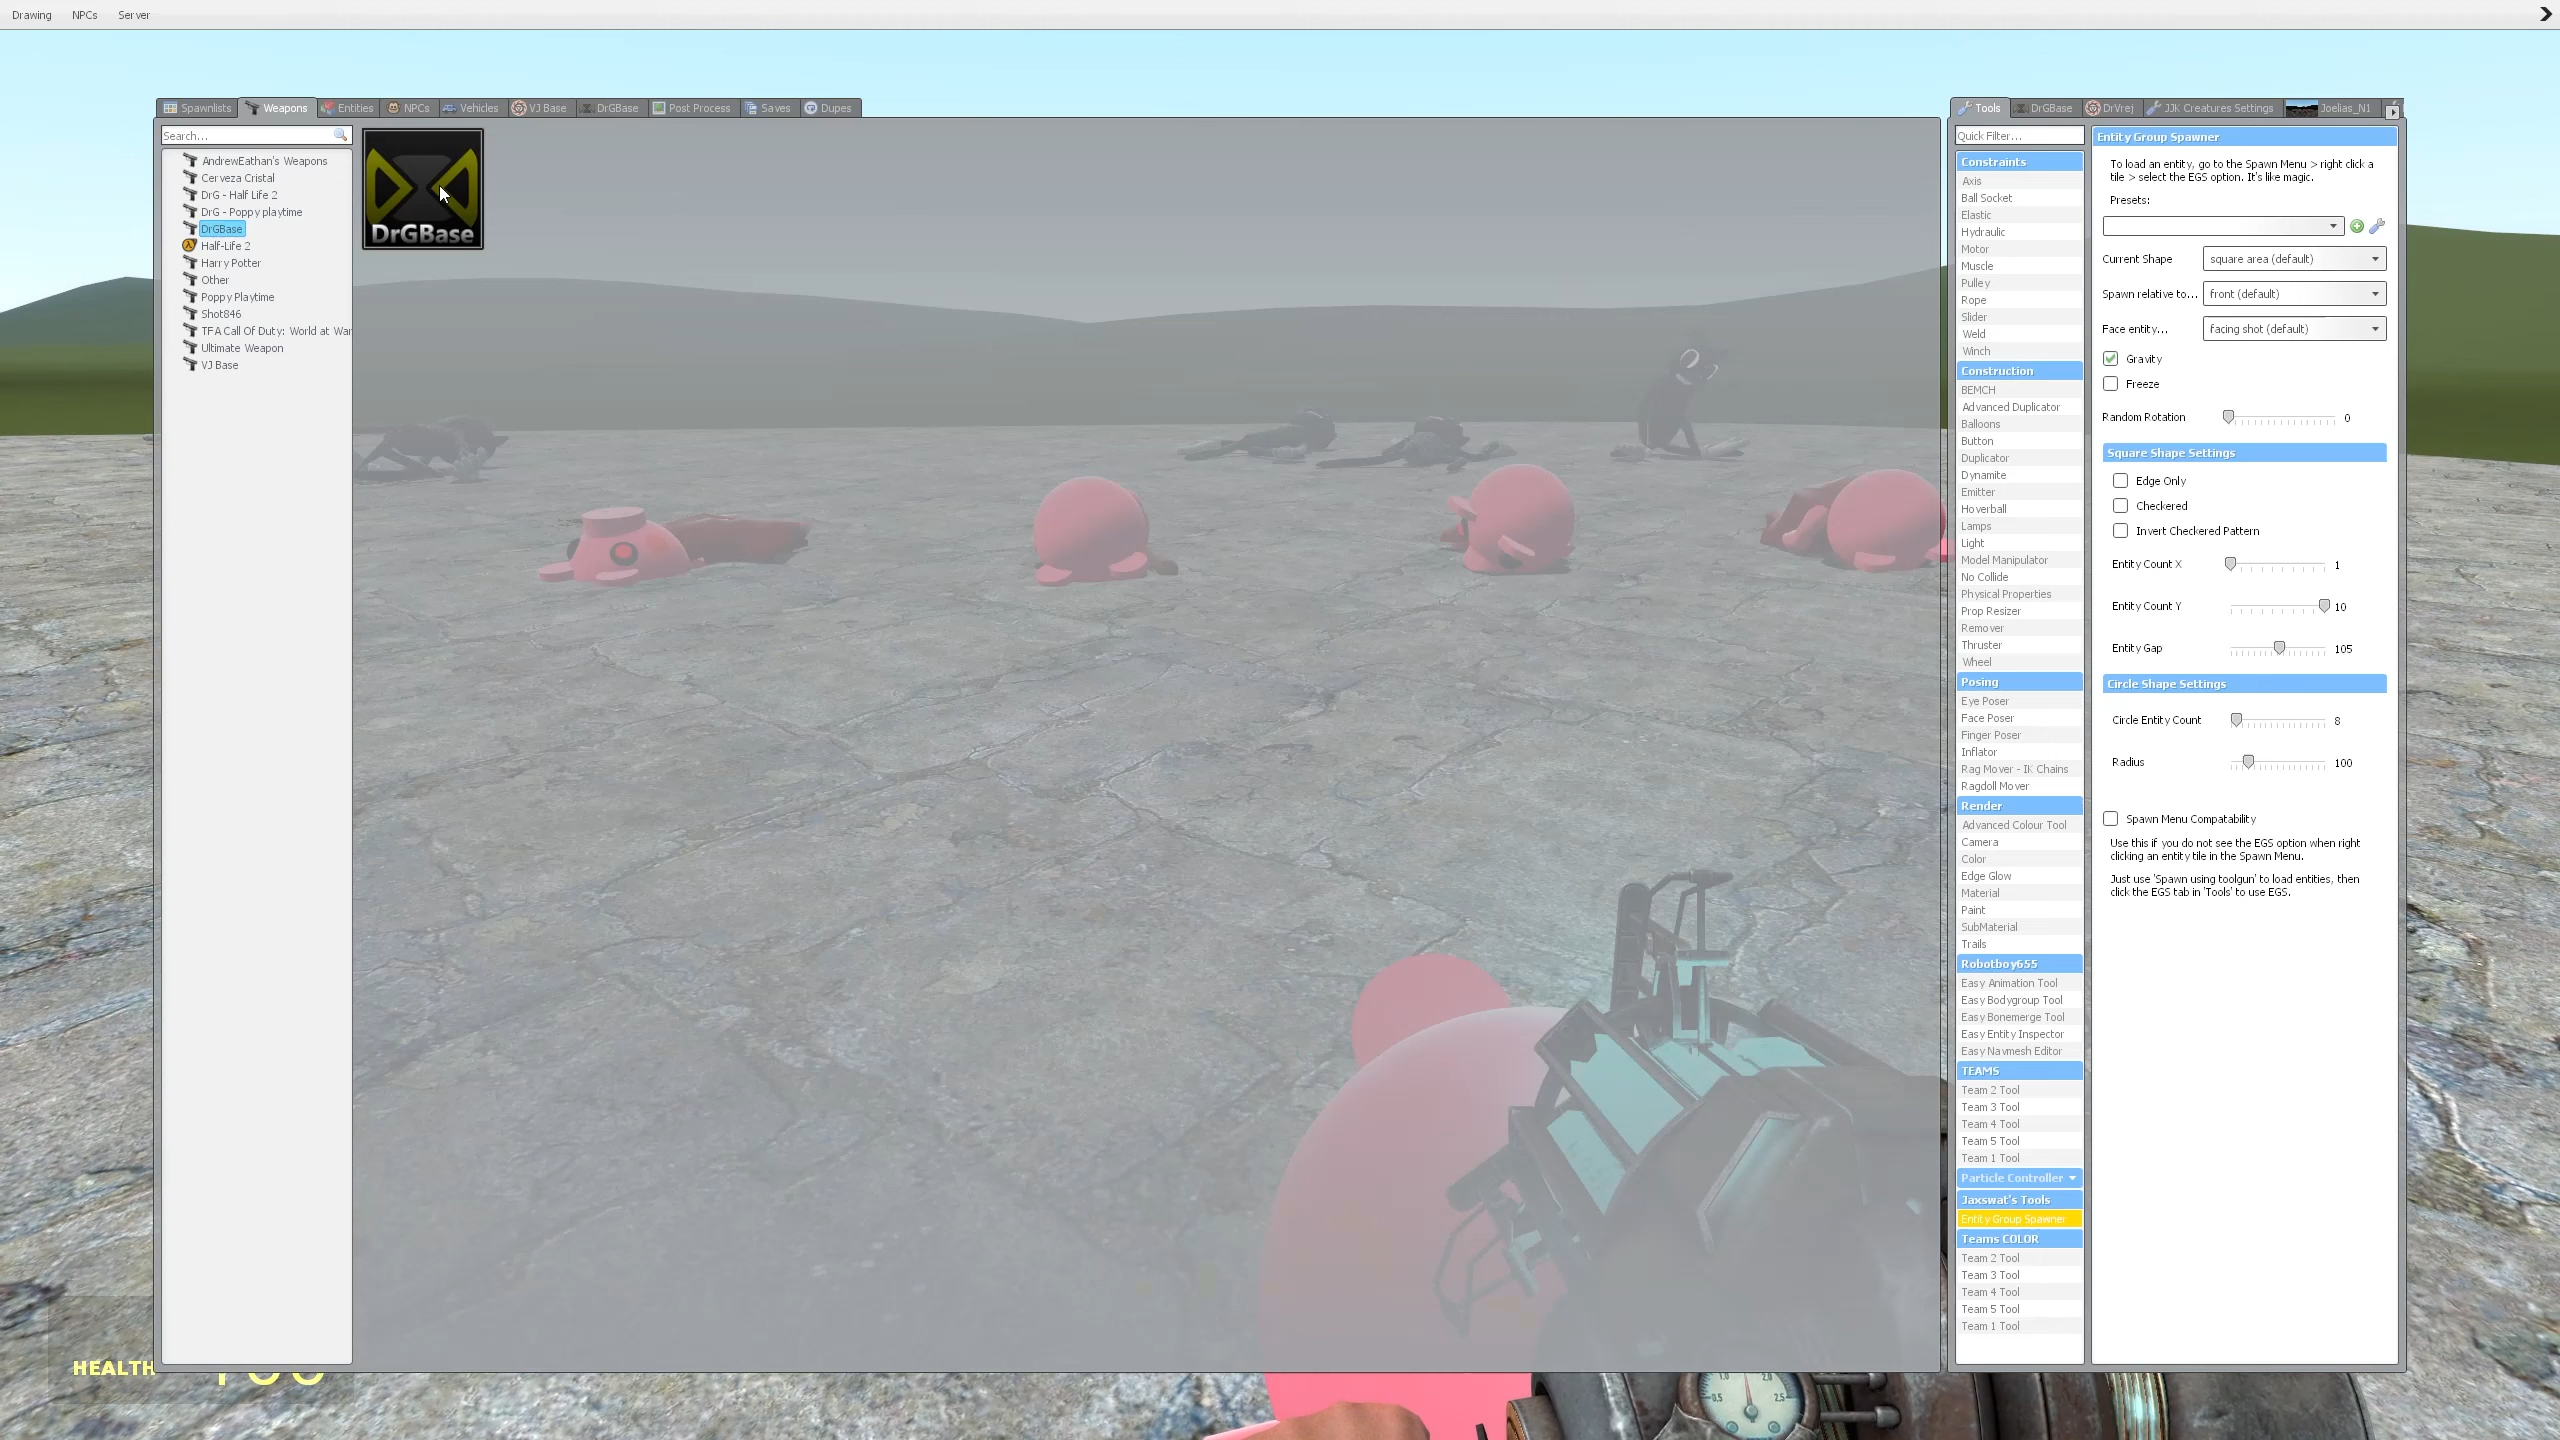 Drawing NPCs Server
Spawnlists Weapons Entities NPCs Vehicles VJ Base DrGBase Post Process Saves Dupes
Search...
AndrewEathan's Weapons
Cerveza Cristal
DrG - Half Life 2
DrG - Poppy playtime
DrGBase
Half-Life 2
Harry Potter
Other
Poppy Playtime
Shot846
TFA Call Of Duty: World at War
Ultimate Weapon
VJ Base
DrGBase
HEALTH
Tools DrGBase DrVrej JJK Creatures Settings Joelias_N1
Quick Filter...
Constraints
Axis
Ball Socket
Elastic
Hydraulic
Motor
Muscle
Pulley
Rope
Slider
Weld
Winch
Construction
BEMCH
Advanced Duplicator
Balloons
Button
Duplicator
Dynamite
Emitter
Hoverball
Lamps
Light
Model Manipulator
No Collide
Physical Properties
Prop Resizer
Remover
Thruster
Wheel
Posing
Eye Poser
Face Poser
Finger Poser
Inflator
Rag Mover - IK Chains
Ragdoll Mover
Render
Advanced Colour Tool
Camera
Color
Edge Glow
Material
Paint
SubMaterial
Trails
Robotboy655
Easy Animation Tool
Easy Bodygroup Tool
Easy Bonemerge Tool
Easy Entity Inspector
Easy Navmesh Editor
TEAMS
Team 2 Tool
Team 3 Tool
Team 4 Tool
Team 5 Tool
Team 1 Tool
Particle Controller
Jaxswat's Tools
Entity Group Spawner
Teams COLOR
Team 2 Tool
Team 3 Tool
Team 4 Tool
Team 5 Tool
Team 1 Tool
Entity Group Spawner
To load an entity, go to the Spawn Menu > right click a
tile > select the EGS option. It's like magic.
Presets:
Current Shape square area (default)
Spawn relative to... front (default)
Face entity... facing shot (default)
Gravity
Freeze
Random Rotation 0
Square Shape Settings
Edge Only
Checkered
Invert Checkered Pattern
Entity Count X 1
Entity Count Y 10
Entity Gap 105
Circle Shape Settings
Circle Entity Count 8
Radius 100
Spawn Menu Compatability
Use this if you do not see the EGS option when right
clicking an entity tile in the Spawn Menu.
Just use 'Spawn using toolgun' to load entities, then
click the EGS tab in 'Tools' to use EGS.